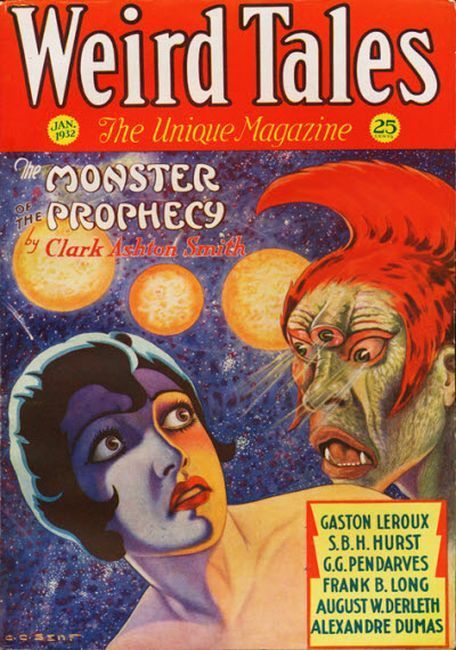 Weird Tales
JAN. 1932
The Unique Magazine
25 CENTS
The MONSTER
OF THE PROPHECY
by Clark Ashton Smith
GASTON LEROUX
S.B.H. HURST
G.G. PENDARVES
FRANK B. LONG
AUGUST W. DERLETH
ALEXANDRE DUMAS
C.C. SENF